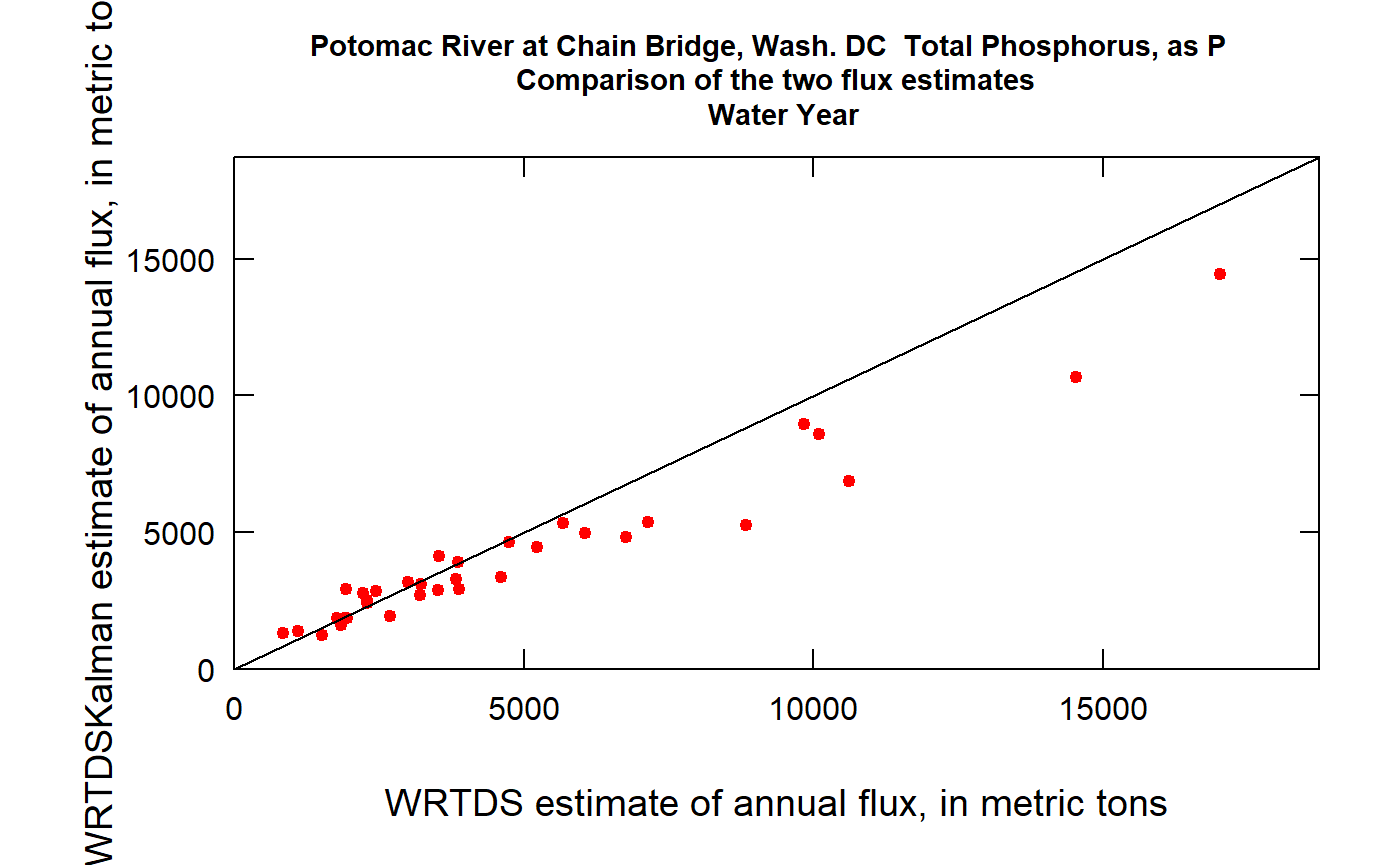 Potomac River at Chain Bridge, Wash. DC  Total Phosphorus, as P
Comparison of the two flux estimates
Water Year
WRTDSKalman estimate of annual flux, in metric to
15000
10000
5000
0
0
5000
10000
15000
WRTDS estimate of annual flux, in metric tons